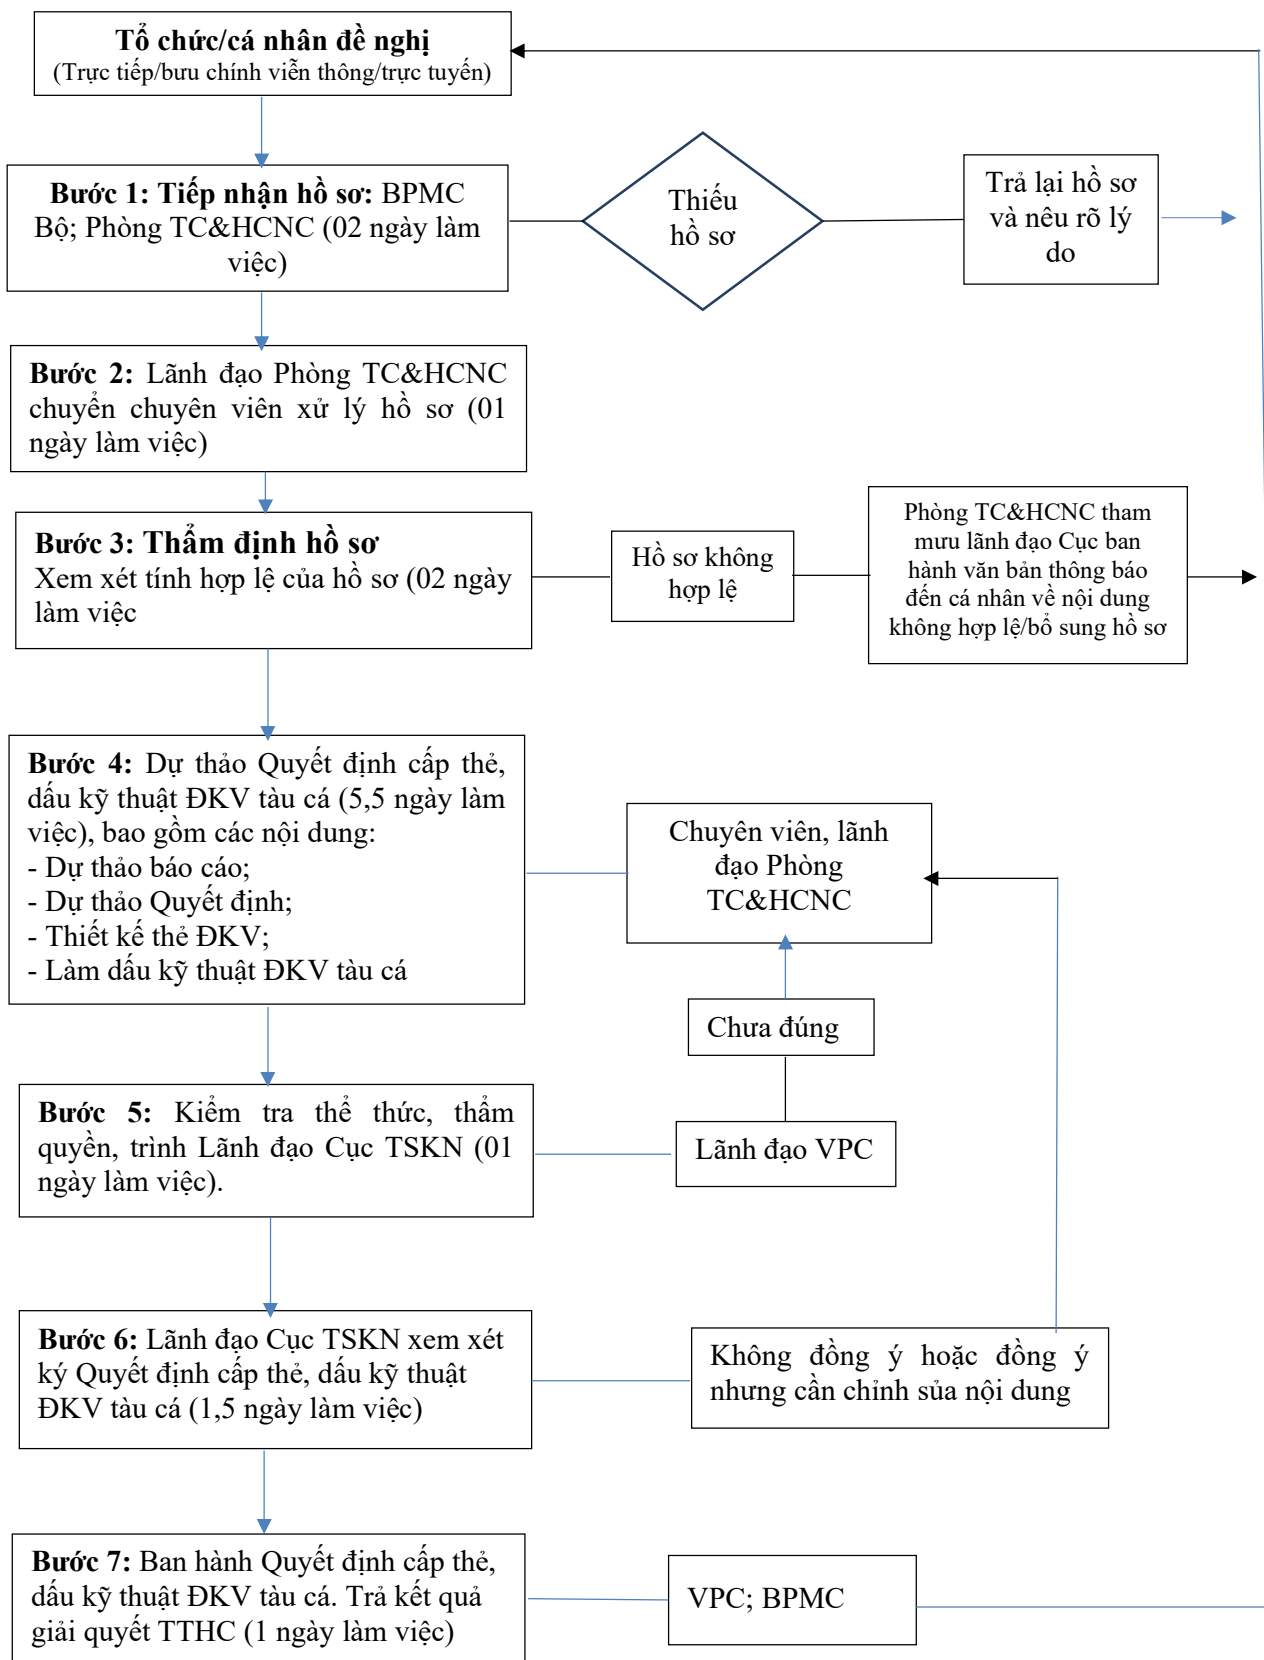 Tổ chức/cá nhân đề nghị
(Trực tiếp/bưu chính viễn thông/trực tuyến)
Bước 1: Tiếp nhận hồ sơ: BPMC
Bộ; Phòng TC&HCNC (02 ngày làm
việc)
Thiếu
hồ sơ
Trả lại hồ sơ
và nêu rõ lý
do
Bước 2: Lãnh đạo Phòng TC&HCNC
chuyển chuyên viên xử lý hồ sơ (01
ngày làm việc)
Bước 3: Thẩm định hồ sơ
Xem xét tính hợp lệ của hồ sơ (02 ngày
làm việc
Hồ sơ không
hợp lệ
Phòng TC&HCNC tham
mưu lãnh đạo Cục ban
hành văn bản thông báo
đến cá nhân về nội dung
không hợp lệ/bổ sung hồ sơ
Bước 4: Dự thảo Quyết định cấp thẻ,
dấu kỹ thuật ĐKV tàu cá (5,5 ngày làm
việc), bao gồm các nội dung:
- Dự thảo báo cáo;
- Dự thảo Quyết định;
- Thiết kế thẻ ĐKV;
- Làm dấu kỹ thuật ĐKV tàu cá
Chuyên viên, lãnh
đạo Phòng
TC&HCNC
Chưa đúng
Bước 5: Kiểm tra thể thức, thẩm
quyền, trình Lãnh đạo Cục TSKN (01
ngày làm việc).
Lãnh đạo VPC
Bước 6: Lãnh đạo Cục TSKN xem xét
ký Quyết định cấp thẻ, dấu kỹ thuật
ĐKV tàu cá (1,5 ngày làm việc)
Không đồng ý hoặc đồng ý
nhưng cần chỉnh sủa nội dung
Bước 7: Ban hành Quyết định cấp thẻ,
dấu kỹ thuật ĐKV tàu cá. Trả kết quả
giải quyết TTHC (1 ngày làm việc)
VPC; BPMC